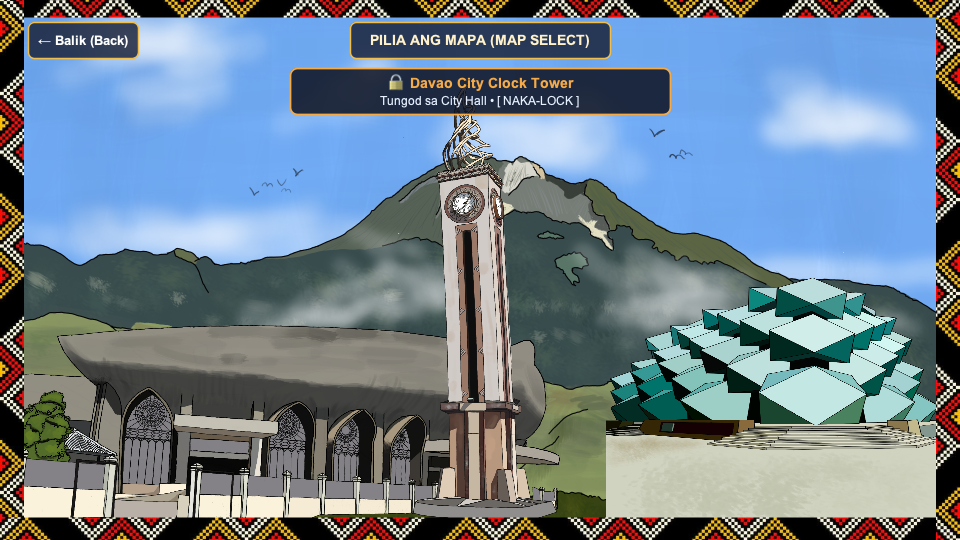 ← Balik (Back)
PILIA ANG MAPA (MAP SELECT)
🔒 Davao City Clock Tower
Tungod sa City Hall • [ NAKA-LOCK ]